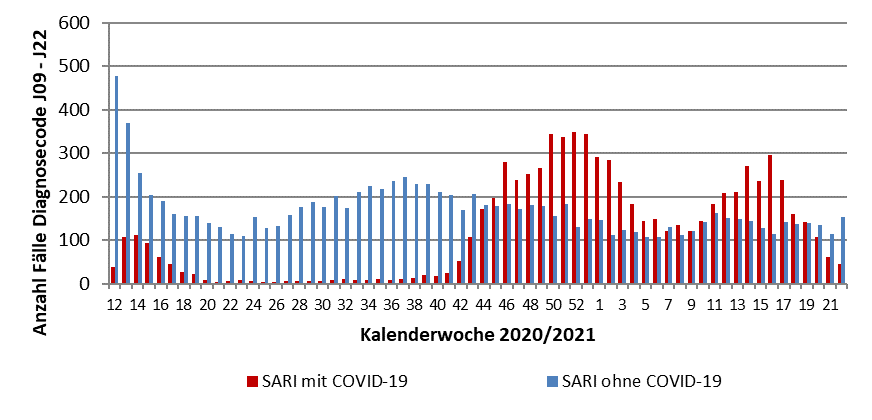 Anzahl Fälle Diagnosecode J09 - J22
600
500
400
300
200
100
0
12 14 16 18 20 22 24 26 28 30 32 34 36 38 40 42 44 46 48 50 52 1 3 5 7 9 11 13 15 17 19 21
Kalenderwoche 2020/2021
SARI mit COVID-19 SARI ohne COVID-19